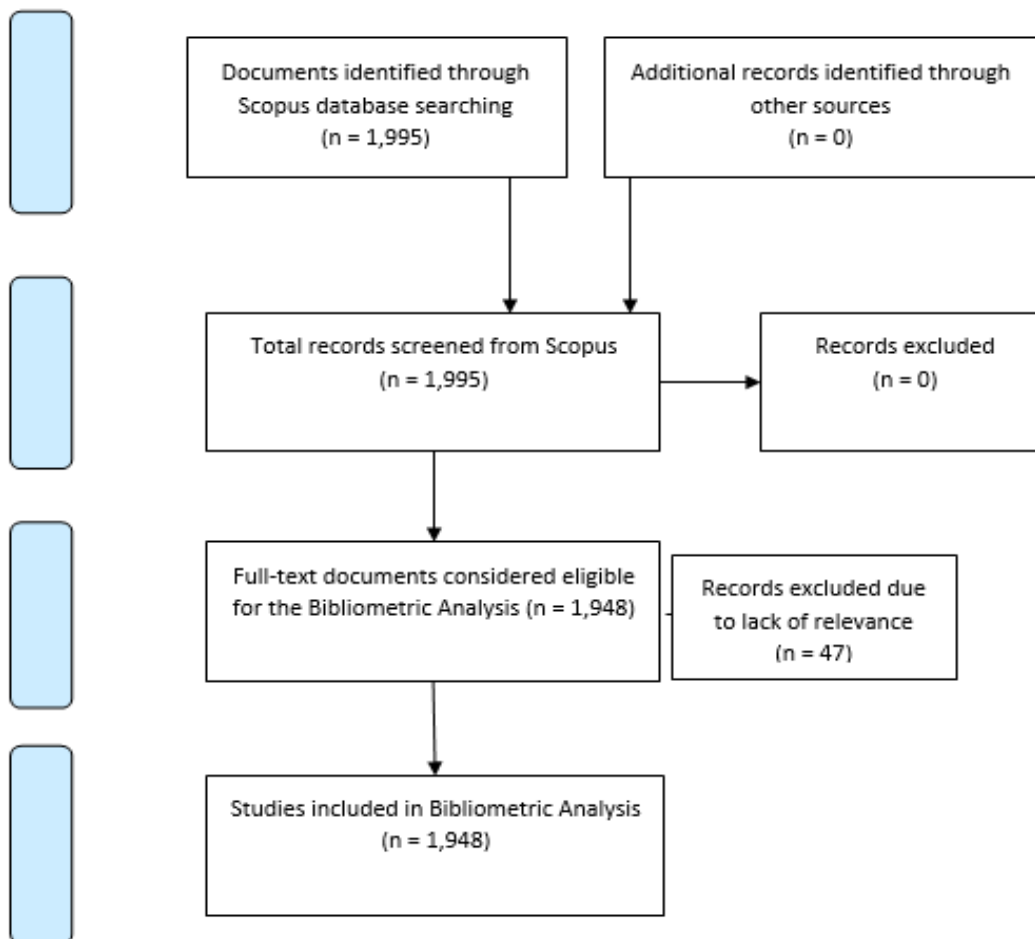 Documents identified through
Scopus database searching
(n = 1,995)
Additional records identified through
other sources
(n = 0)
Total records screened from Scopus
(n = 1,995)
Records excluded
(n = 0)
Full-text documents considered eligible
for the Bibliometric Analysis (n = 1,948)
Records excluded due
to lack of relevance
(n = 47)
Studies included in Bibliometric Analysis
(n = 1,948)